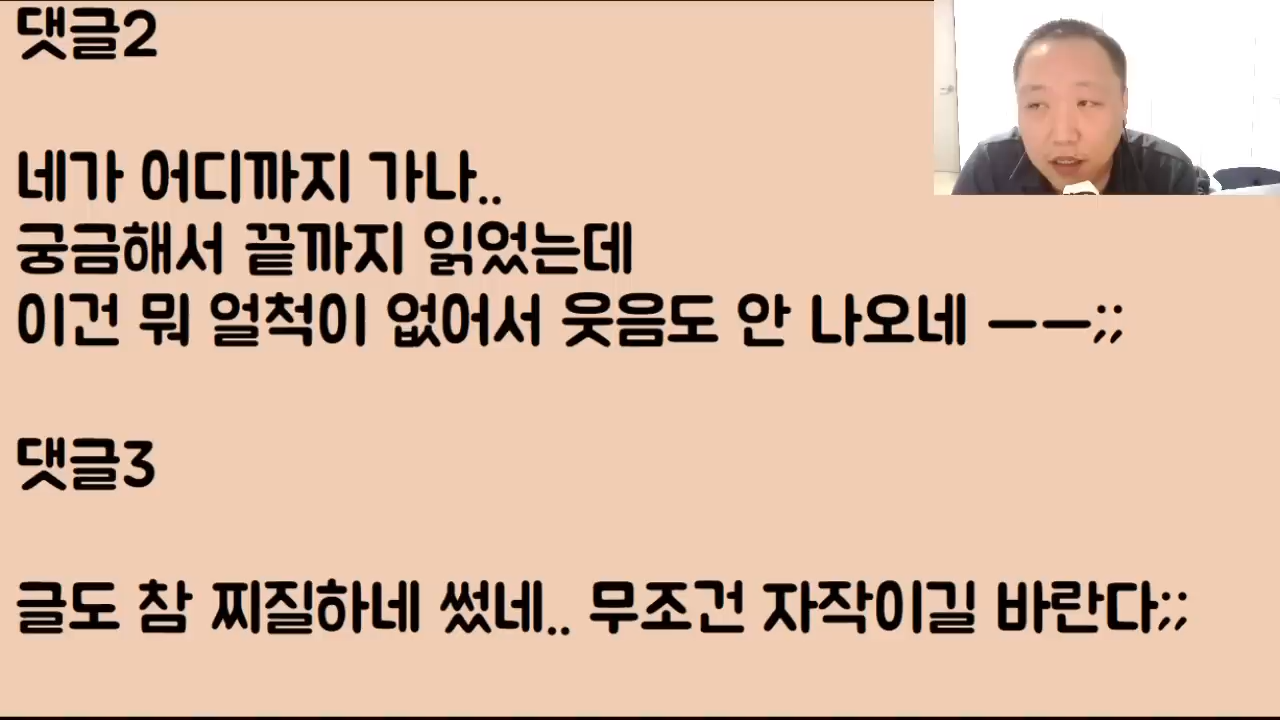 댓글2
네가 어디까지 가나..
궁금해서 끝까지 읽었는데
이건 뭐 얼척이 없어서 웃음도 안 나오네 ㅡㅡ;;
댓글3
글도 참 찌질하네 썼네.. 무조건 자작이길 바란다;;